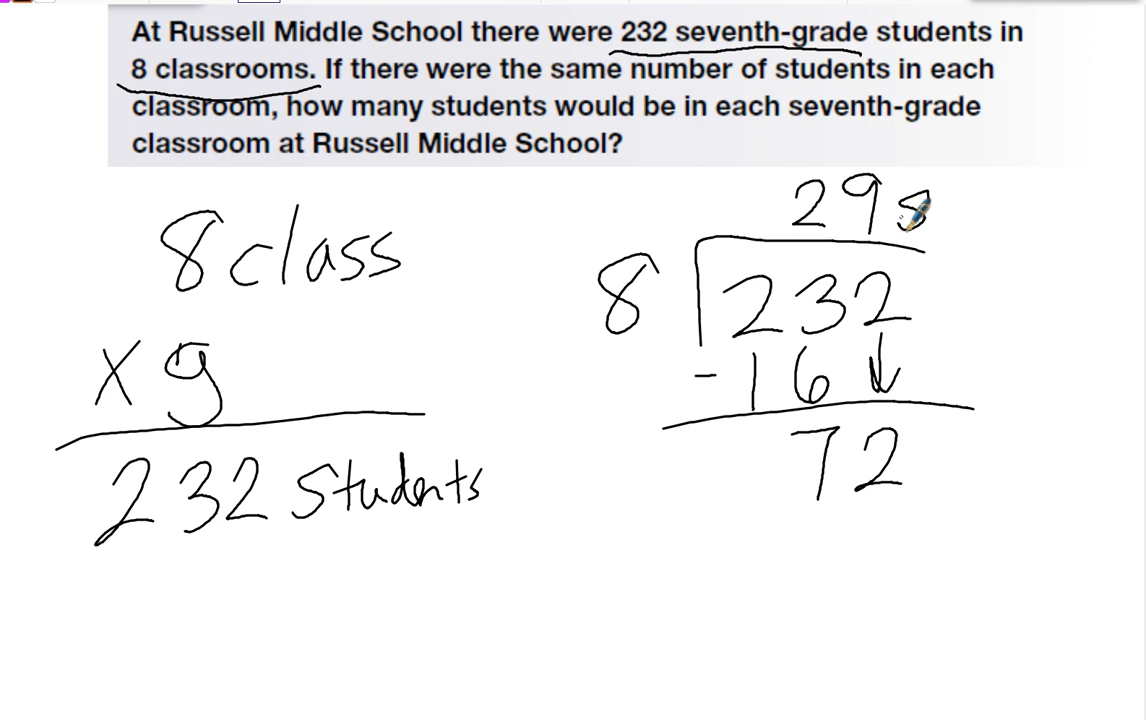 At Russell Middle School there were 232 seventh-grade students in
8 classrooms. If there were the same number of students in each
classroom, how many students would be in each seventh-grade
classroom at Russell Middle School?
8 class
x g
232 students
29s
8 232
-16↓
72